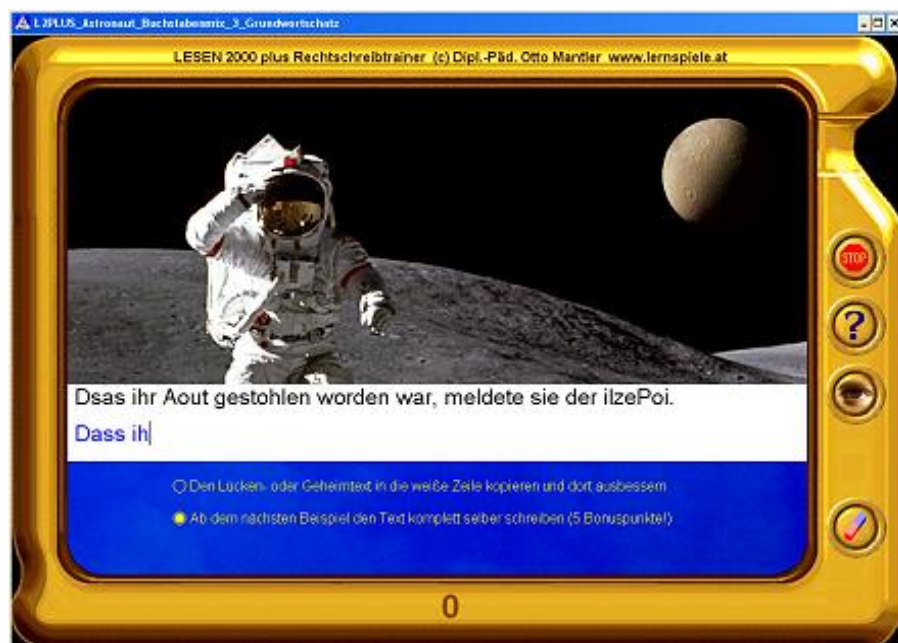 L2PLUS_Astronaut_Buchstabenmix_3_Grundwortschatz
LESEN 2000 plus Rechtschreibtrainer (c) Dipl.-Päd. Otto Mantler www.lernspiele.at
STOP
?
Dsas ihr Aout gestohlen worden war, meldete sie der ilzePoi.
Dass ih
Den Lücken- oder Geheimtext in die weiße Zeile kopieren und dort ausbessern
Ab dem nächsten Beispiel den Text komplett selber schreiben (5 Bonuspunkte!)
0